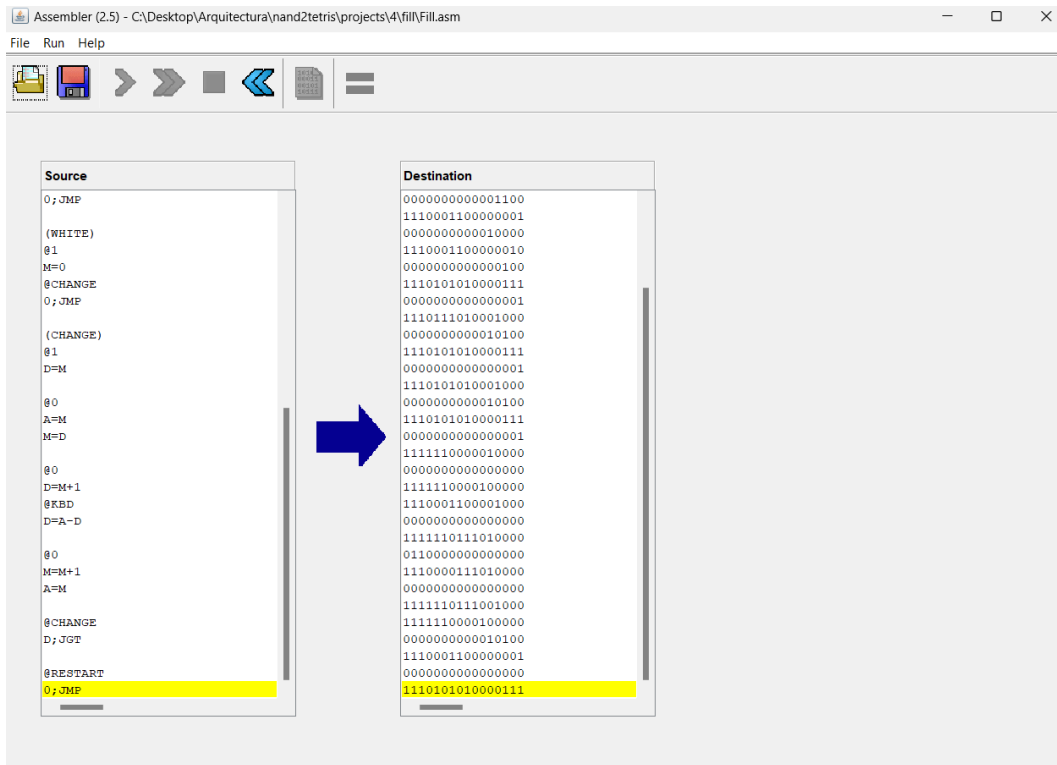 Assembler (2.5) - C:\Desktop\Arquitectura\nand2tetris\projects\4\fill\Fill.asm
File Run Help
Source
0;JMP
(WHITE)
@1
M=0
@CHANGE
0;JMP
(CHANGE)
@1
D=M
@0
A=M
M=D
@0
D=M+1
@KBD
D=A-D
@0
M=M+1
A=M
@CHANGE
D;JGT
@RESTART
0;JMP
Destination
0000000000001100
1110001100000001
0000000000010000
1110001100000010
0000000000000100
1110101010000111
0000000000000001
1110111010001000
0000000000010100
1110101010000111
0000000000000001
1110101010001000
0000000000010100
1110101010000111
0000000000000001
1111110000010000
0000000000000000
1111110000100000
1110001100001000
0000000000000000
1111110111010000
0110000000000000
1110000111010000
0000000000000000
1111110111001000
1111110000100000
0000000000010100
1110001100000001
0000000000000000
1110101010000111